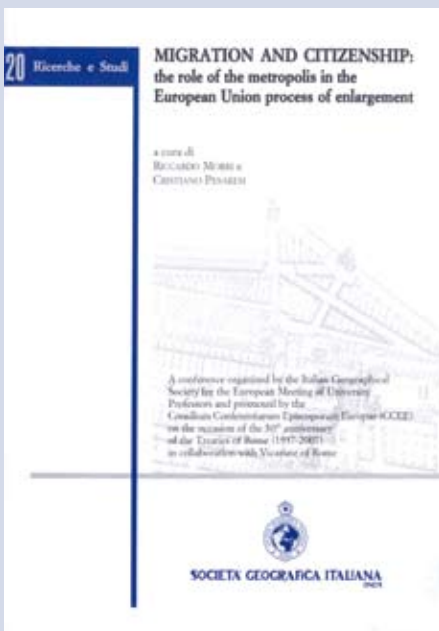 20 Ricerche e Studi
MIGRATION AND CITIZENSHIP:
the role of the metropolis in the
European Union process of enlargement
a cura di
RICCARDO MORRI e
CRISTIANO PESARESI
A conference organized by the Italian Geographical
Society for the European Meeting of University
Professors and promoted by the
Consilium Conferentiarum Episcoporum Europae (CCEE)
on the occasion of the 50° anniversary
of the Treaties of Rome (1957-2007)
in collaboration with Vicariate of Rome
SOCIETÀ GEOGRAFICA ITALIANA